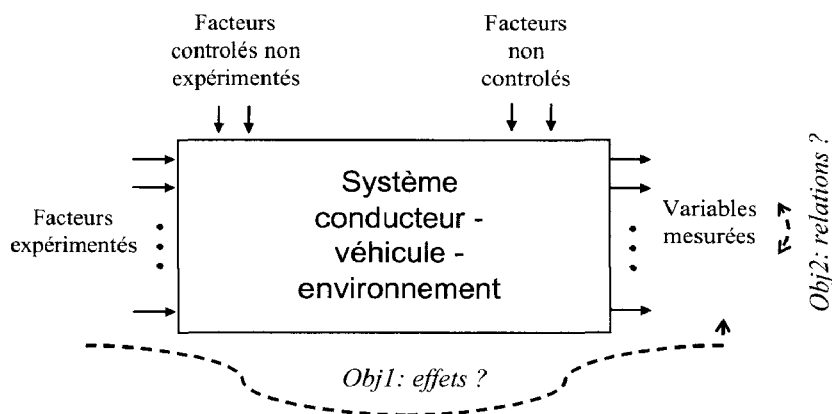 Facteurs
controlés non
expérimentés
Facteurs
non
controlés
Système
conducteur -
véhicule -
environnement
Facteurs
expérimentés
Variables
mesurées
Obj2: relations ?
Obj1: effets ?